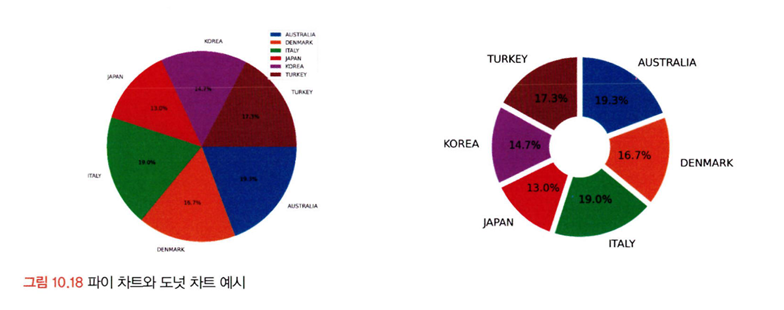 KOREA
AUSTRALIA
DENMARK
ITALY
JAPAN
KOREA
TURKEY
JAPAN
TURKEY
14.7%
13.0%
17.3%
ITALY
19.0%
19.3%
16.7%
AUSTRALIA
DENMARK
TURKEY
AUSTRALIA
17.3%
19.3%
KOREA
14.7%
16.7%
DENMARK
13.0%
19.0%
JAPAN
ITALY
그림 10.18 파이 차트와 도넛 차트 예시